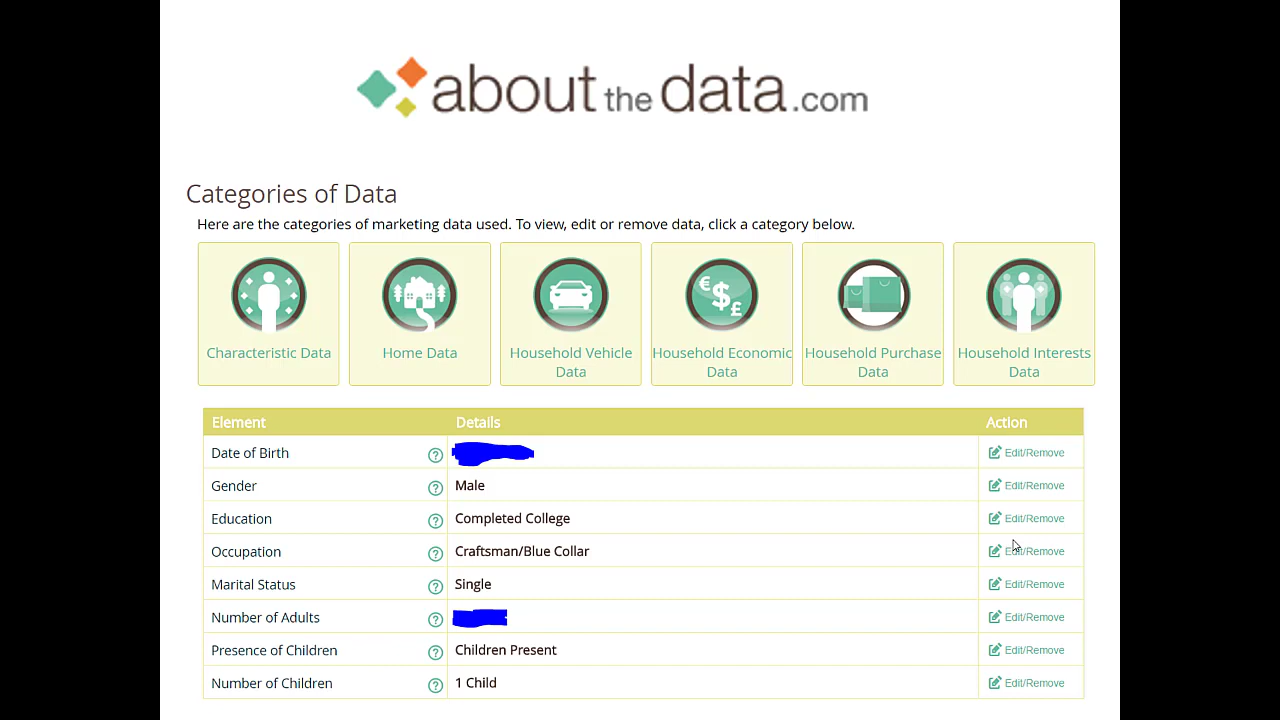 about the data.com
Categories of Data
Here are the categories of marketing data used. To view, edit or remove data, click a category below.
Characteristic Data
Home Data
Household Vehicle
Data
Household Economic
Data
Household Purchase
Data
Household Interests
Data
Element Details Action
Date of Birth ? Edit/Remove
Gender ? Male Edit/Remove
Education ? Completed College Edit/Remove
Occupation ? Craftsman/Blue Collar Edit/Remove
Marital Status ? Single Edit/Remove
Number of Adults ? Edit/Remove
Presence of Children ? Children Present Edit/Remove
Number of Children ? 1 Child Edit/Remove